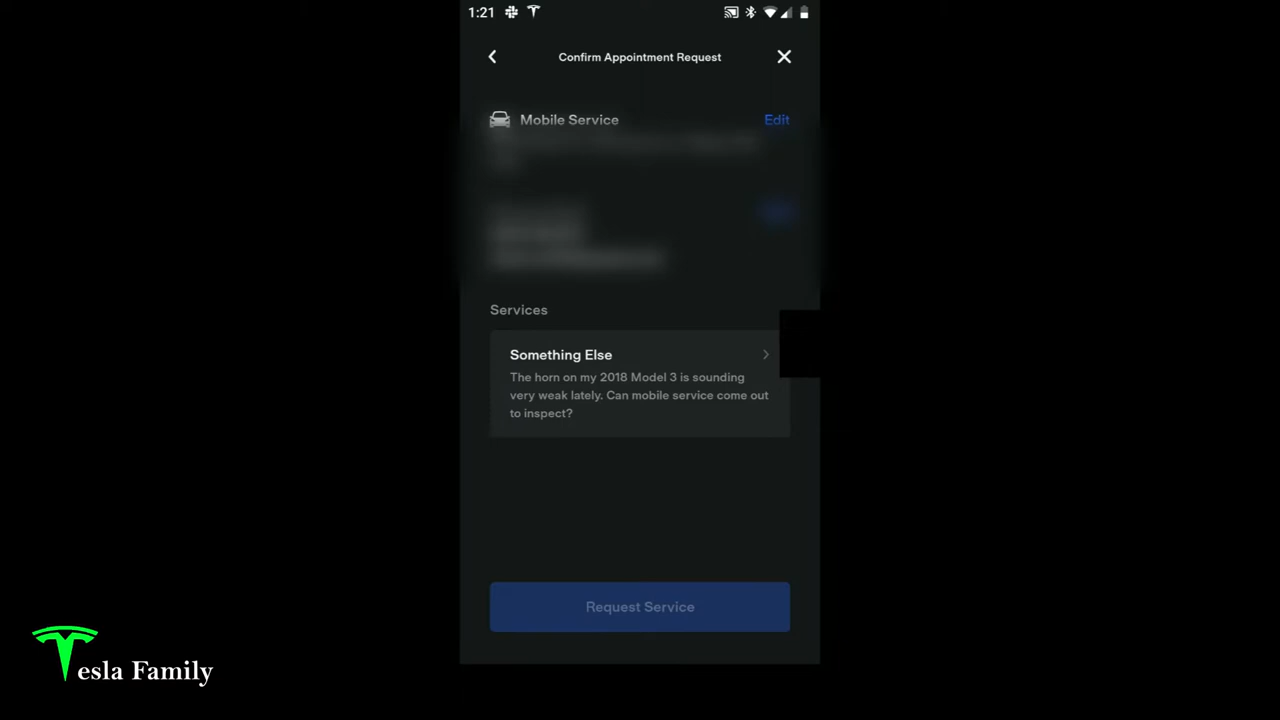 1:21
Confirm Appointment Request
Mobile Service
Edit
Services
Something Else
The horn on my 2018 Model 3 is sounding
very weak lately. Can mobile service come out
to inspect?
Request Service
Tesla Family